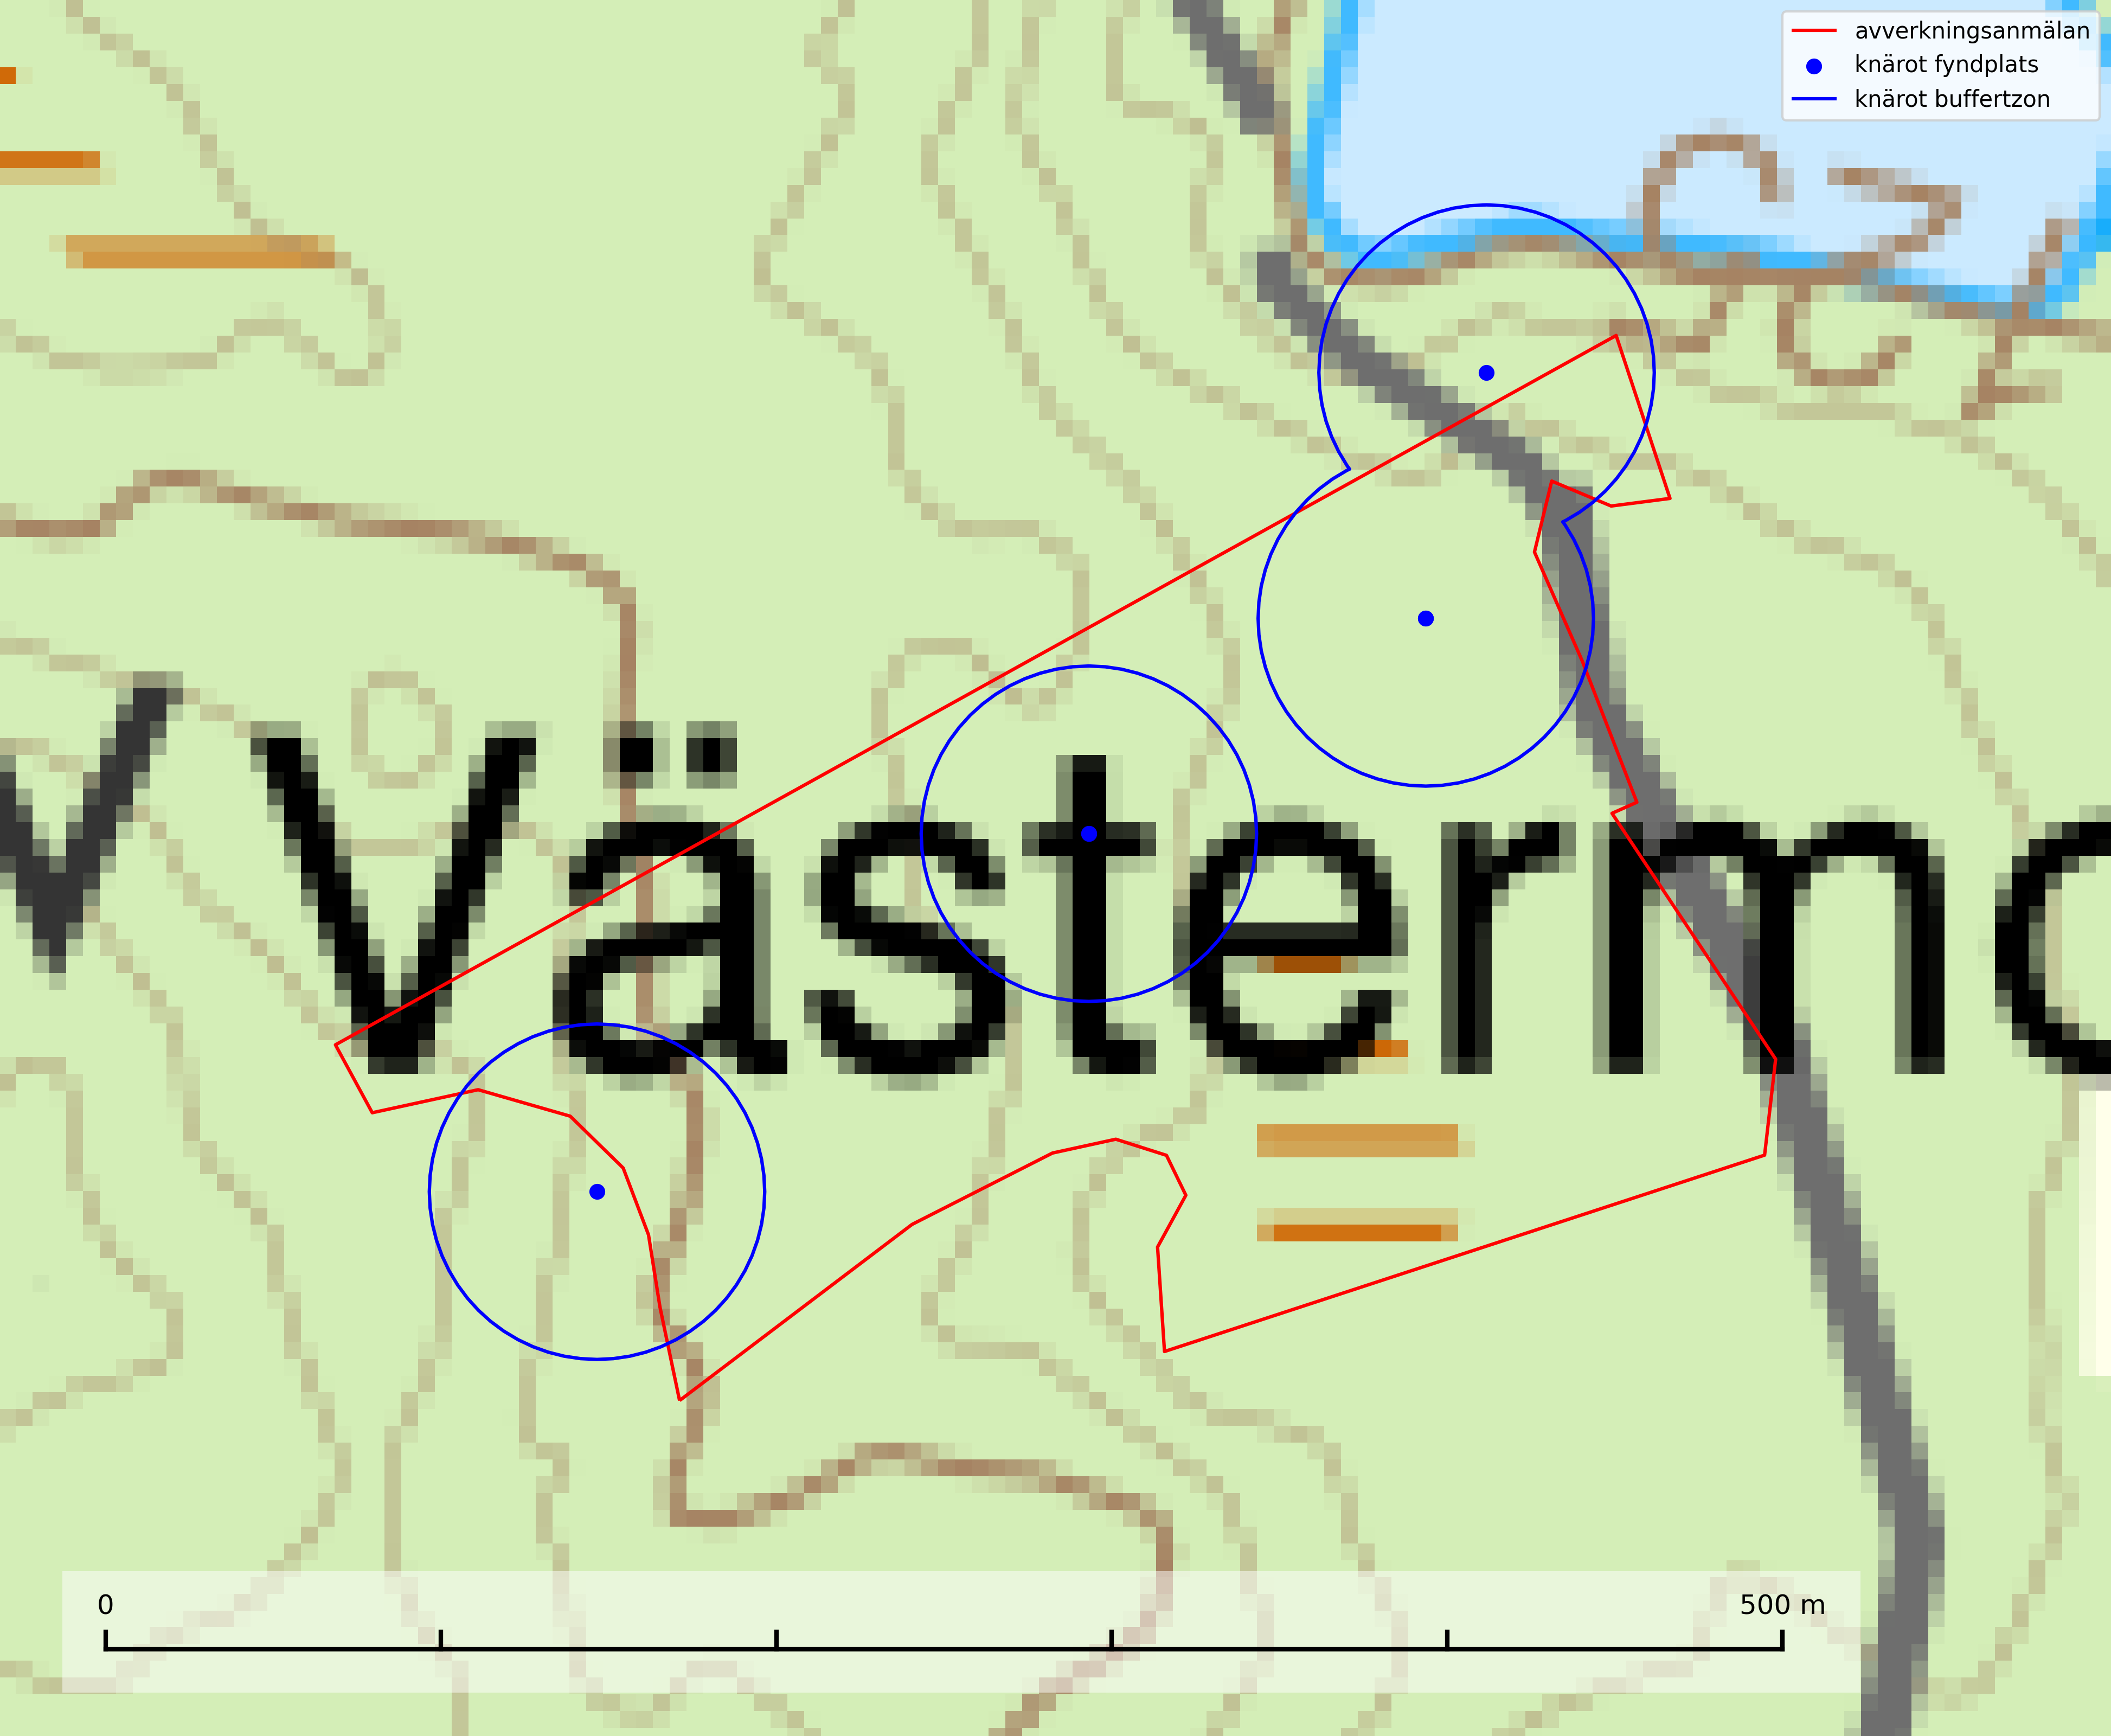 avverkningsanmälan
knärot fyndplats
knärot buffertzon
Västerm
0
500 m